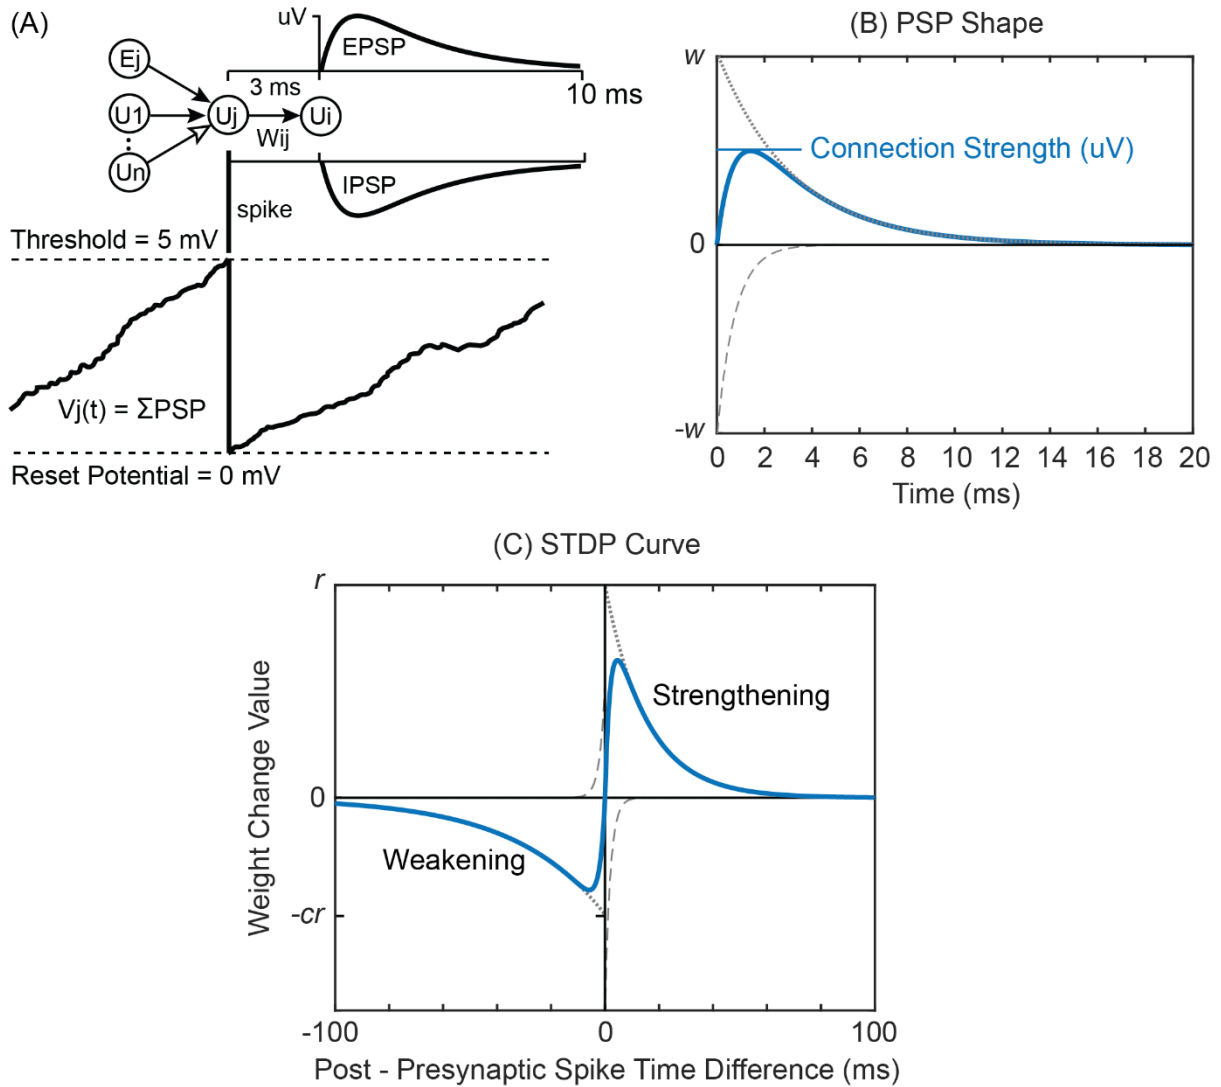 (A)
uV
EPSP
Ej
3 ms
10 ms
U1
Uj
Ui
Wij
Un
IPSP
spike
Threshold = 5 mV
Vj(t) = ΣPSP
Reset Potential = 0 mV
(B) PSP Shape
w
Connection Strength (uV)
0
-w
0 2 4 6 8 10 12 14 16 18 20
Time (ms)
(C) STDP Curve
r
Strengthening
Weight Change Value
0
Weakening
-cr
-100 0 100
Post - Presynaptic Spike Time Difference (ms)